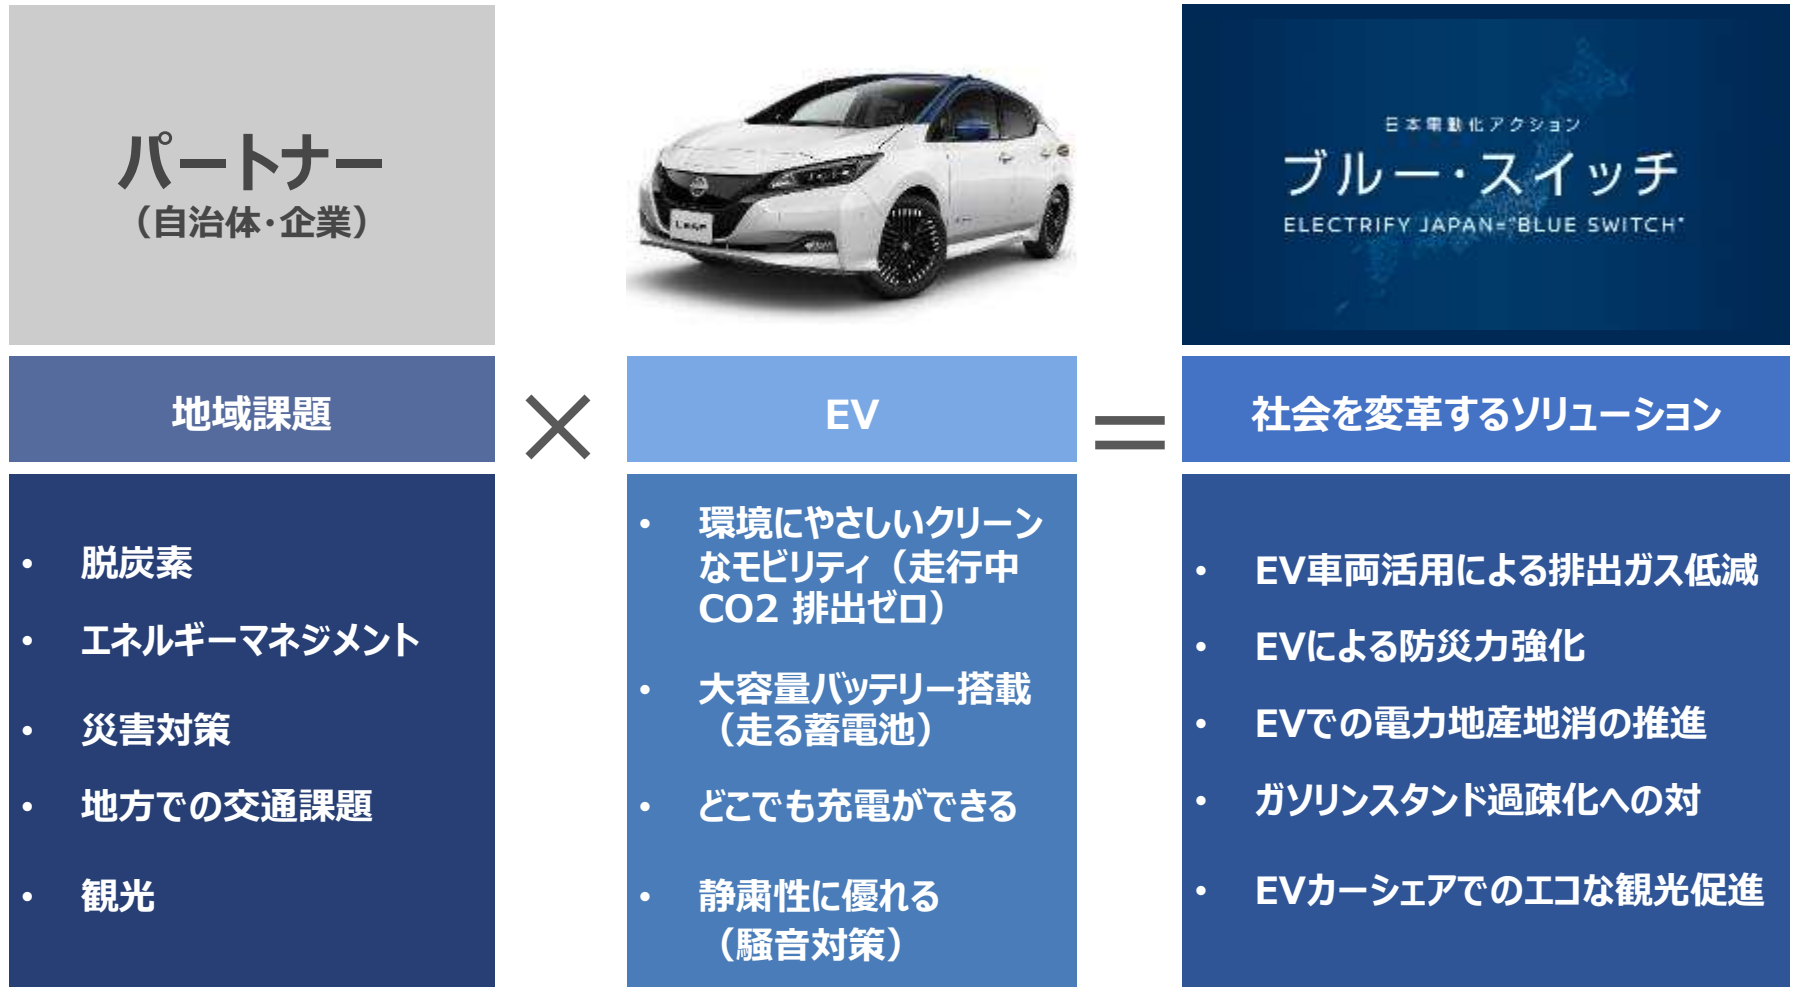 パートナー
（自治体・企業）
LEAF
日本電動化アクション
ブルー・スイッチ
ELECTRIFY JAPAN="BLUE SWITCH"
地域課題
×
EV
＝
社会を変革するソリューション
• 脱炭素
• エネルギーマネジメント
• 災害対策
• 地方での交通課題
• 観光
• 環境にやさしいクリーン
なモビリティ（走行中
CO2 排出ゼロ）
• 大容量バッテリー搭載
（走る蓄電池）
• どこでも充電ができる
• 静粛性に優れる
（騒音対策）
• EV車両活用による排出ガス低減
• EVによる防災力強化
• EVでの電力地産地消の推進
• ガソリンスタンド過疎化への対
• EVカーシェアでのエコな観光促進